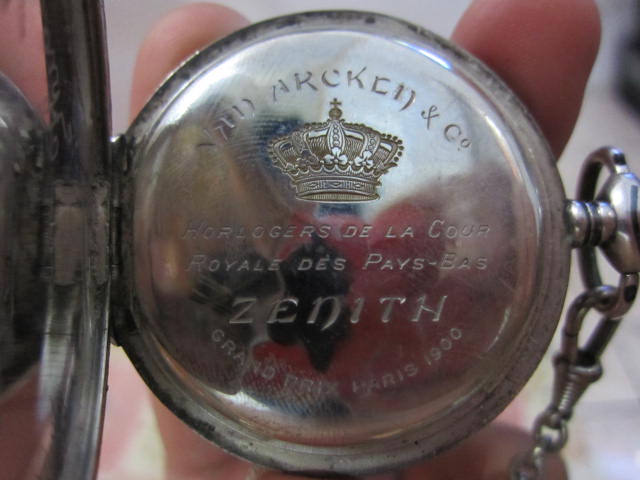 VAN ARCKEN & Co
HORLOGERS DE LA COUR
ROYALE DES PAYS-BAS
ZENITH
GRAND PRIX PARIS 1900